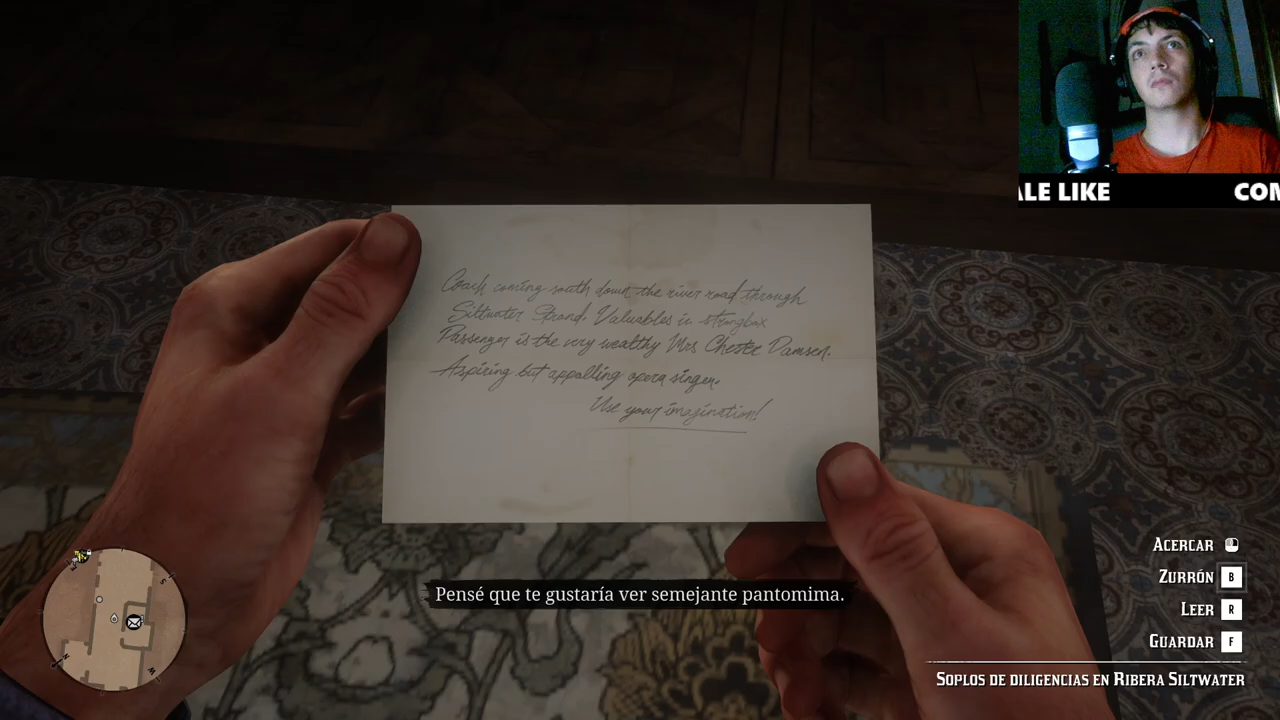 ALE LIKE
COM
Coach coming south down the river road through
Siltwater Strand. Valuables in strongbox
Passenger is the very wealthy Mrs Chester Damsen.
Aspiring but appalling opera singer.
Use your imagination!
Pensé que te gustaría ver semejante pantomima.
ACERCAR
ZURRÓN B
LEER R
GUARDAR F
SOPLOS DE DILIGENCIAS EN RIBERA SILTWATER